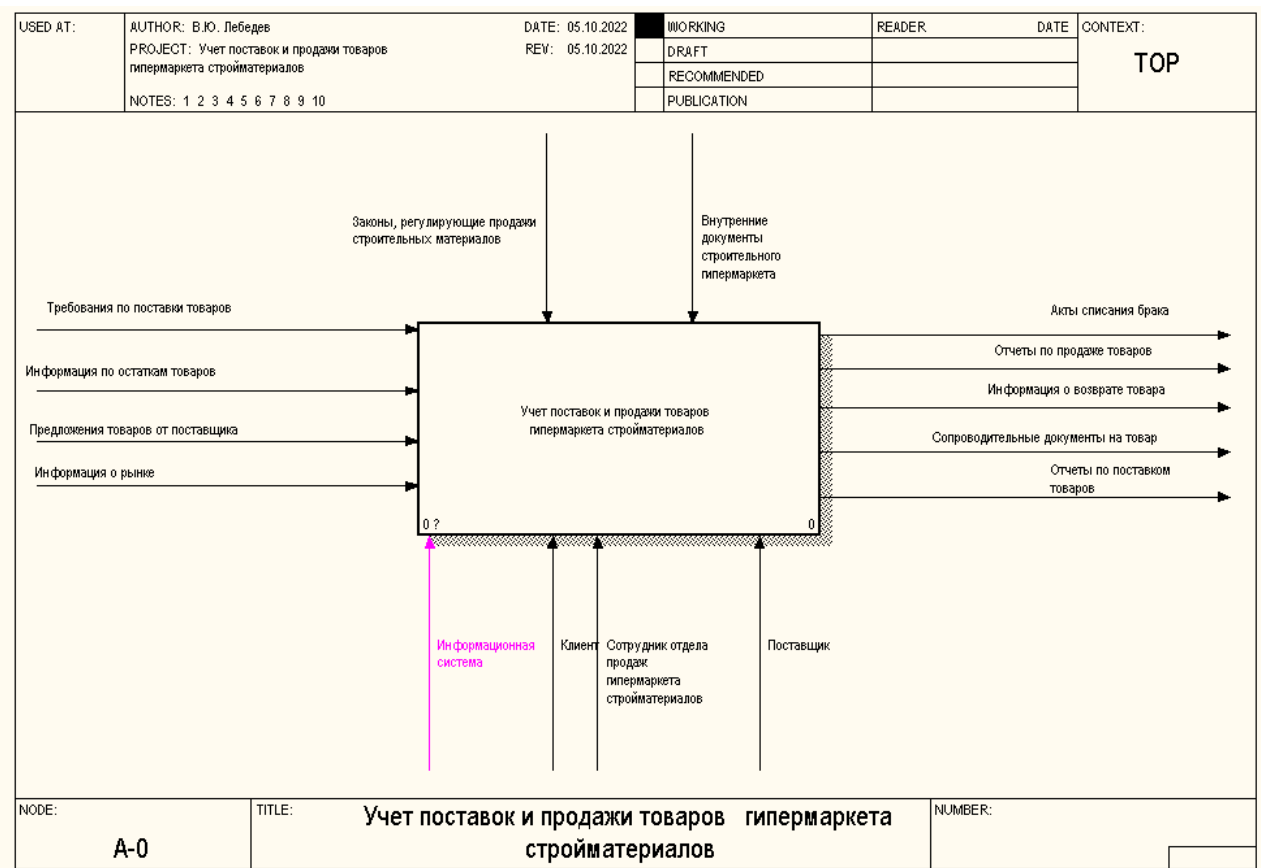 USED AT:
AUTHOR: В.Ю. Лебедев
DATE: 05.10.2022
PROJECT: Учет поставок и продажи товаров
гипермаркета стройматериалов
REV: 05.10.2022
NOTES: 1 2 3 4 5 6 7 8 9 10
WORKING
DRAFT
RECOMMENDED
PUBLICATION
READER
DATE
CONTEXT:
TOP
Законы, регулирующие продажи
строительных материалов
Внутренние
документы
строительного
гипермаркета
Требования по поставки товаров
Информация по остаткам товаров
Предложения товаров от поставщика
Информация о рынке
Учет поставок и продажи товаров
гипермаркета стройматериалов
0 ?
0
Акты списания брака
Отчеты по продаже товаров
Информация о возврате товара
Сопроводительные документы на товар
Отчеты по поставком
товаров
Информационная
система
Клиент
Сотрудник отдела
продаж
гипермаркета
стройматериалов
Поставщик
NODE:
A-0
TITLE:
Учет поставок и продажи товаров гипермаркета
стройматериалов
NUMBER: